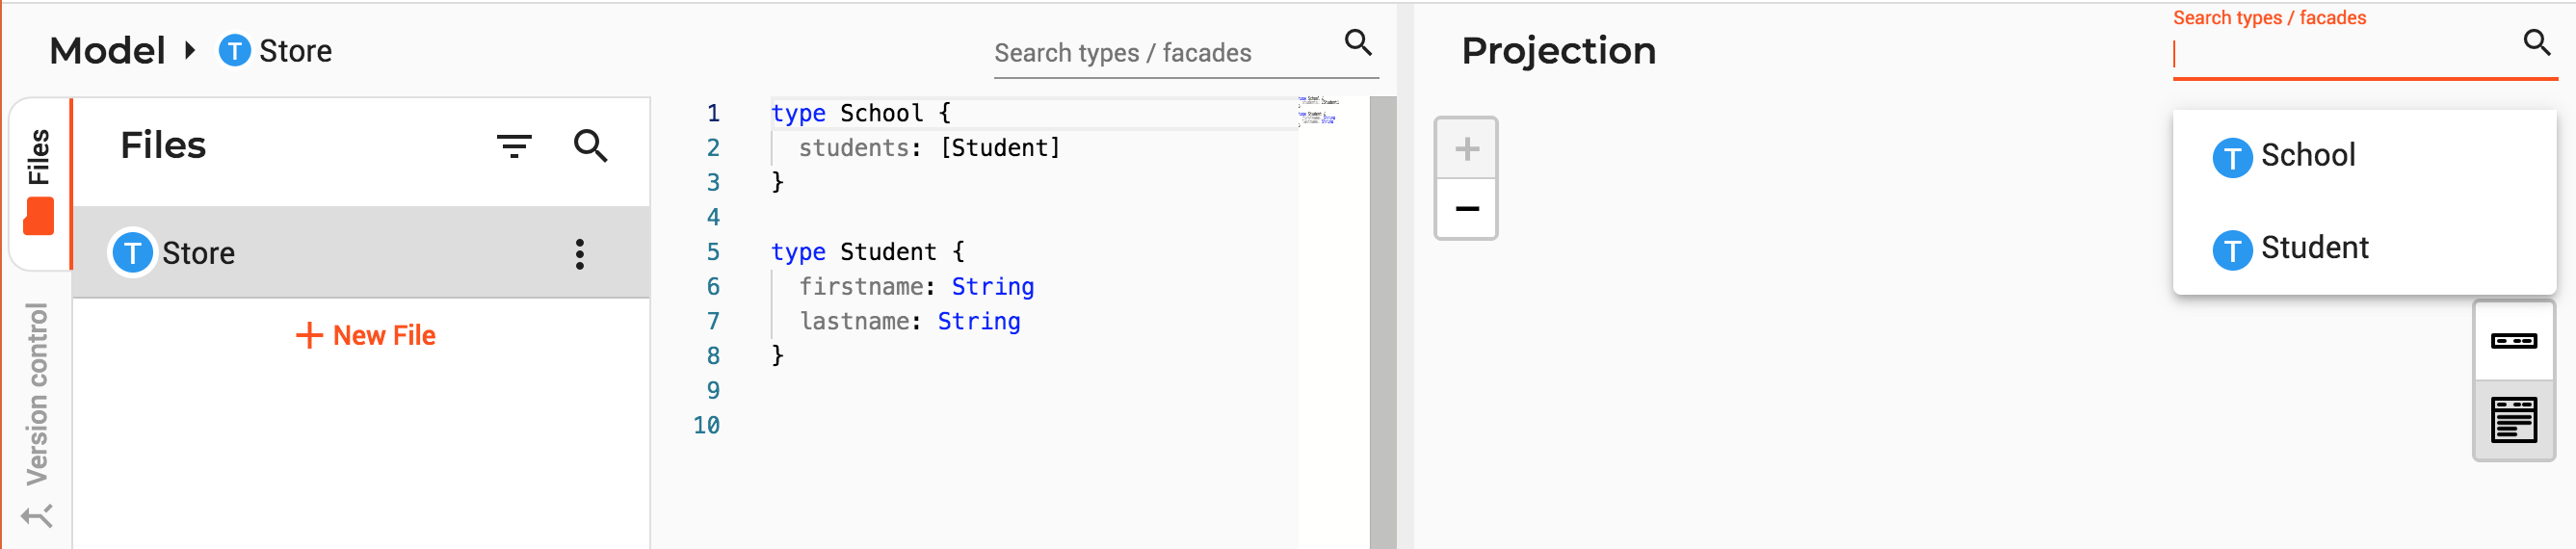 Model Store
Search types / facades
Files
Version control
Files
Store
New File
1 type School {
2 students: [Student]
3 }
4
5 type Student {
6 firstname: String
7 lastname: String
8 }
9
10
Projection
Search types / facades
T School
T Student